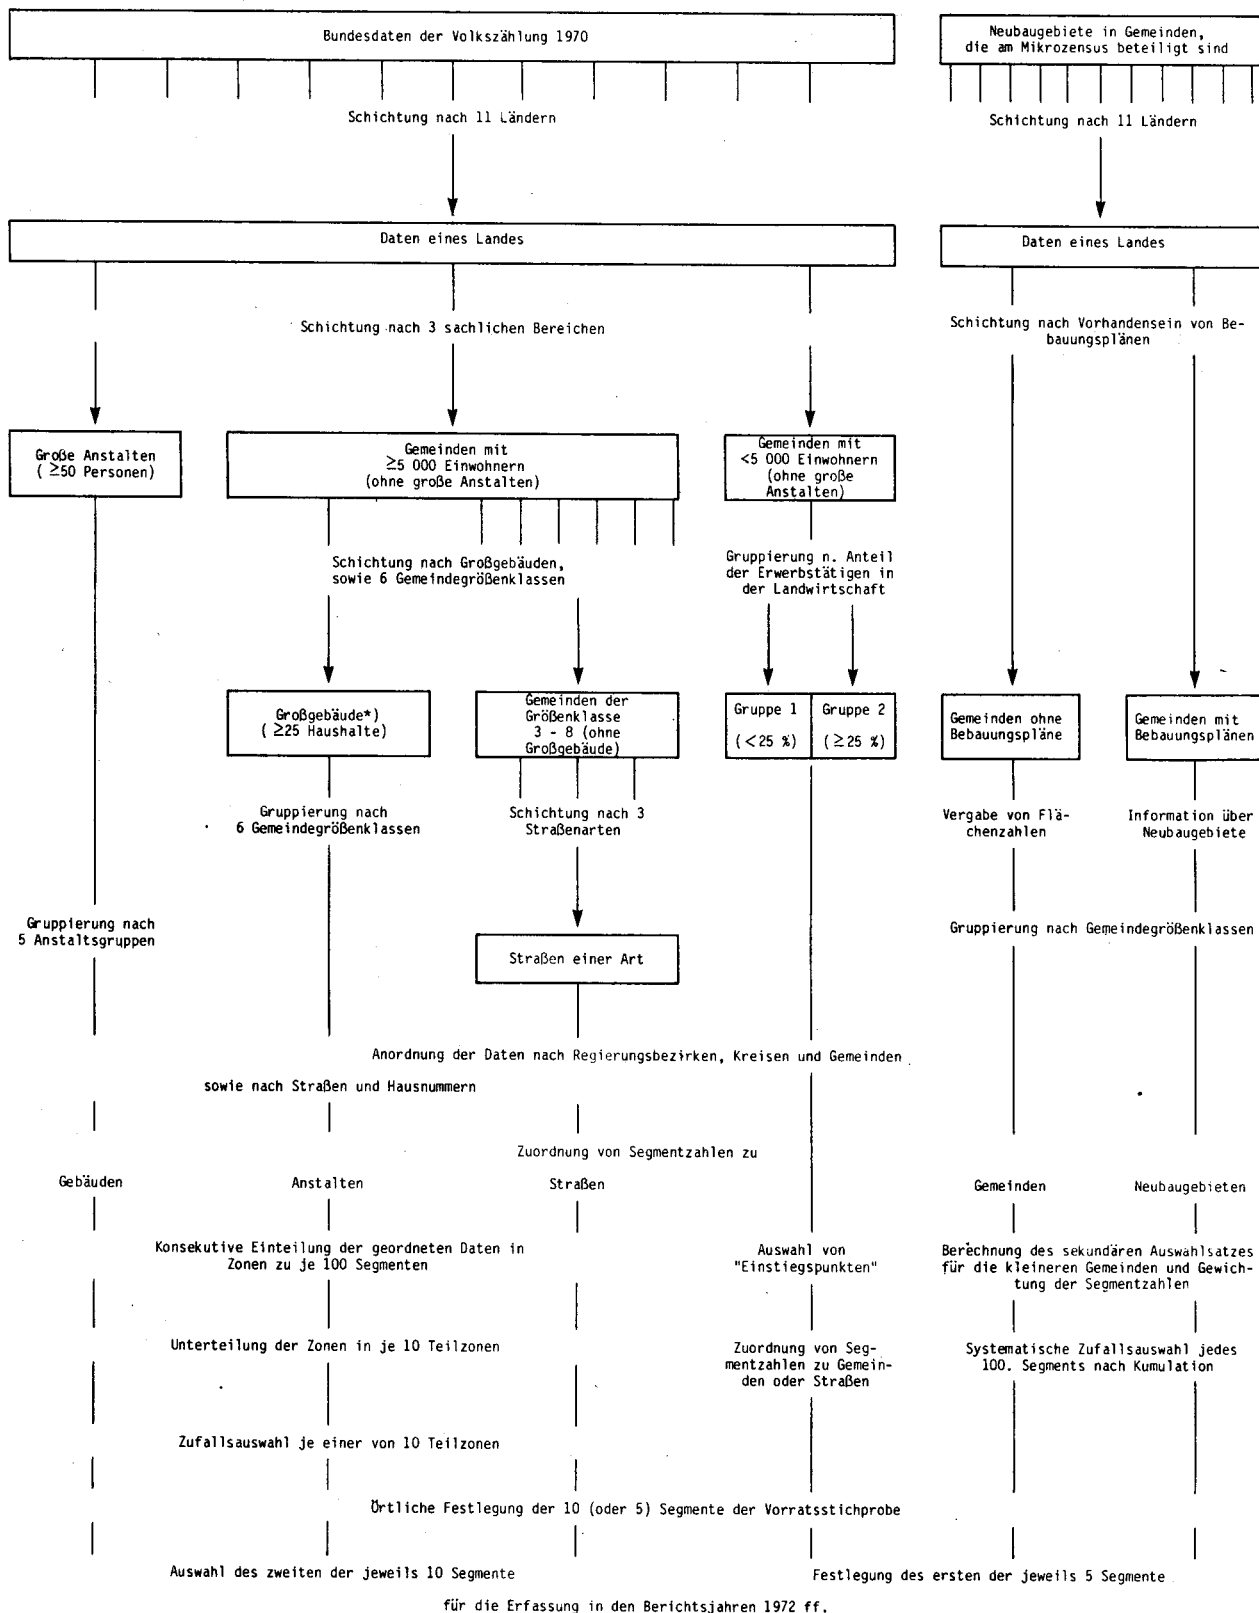 Bundesdaten der Volkszählung 1970
Neubaugebiete in Gemeinden,
die am Mikrozensus beteiligt sind
Schichtung nach 11 Ländern
Schichtung nach 11 Ländern
Daten eines Landes
Daten eines Landes
Schichtung nach 3 sachlichen Bereichen
Schichtung nach Vorhandensein von Be-
bauungsplänen
Große Anstalten
( ≥50 Personen)
Gemeinden mit
≥5 000 Einwohnern
(ohne große Anstalten)
Gemeinden mit
<5 000 Einwohnern
(ohne große
Anstalten)
Schichtung nach Großgebäuden,
sowie 6 Gemeindegrößenklassen
Gruppierung n. Anteil
der Erwerbstätigen in
der Landwirtschaft
Großgebäude*)
( ≥25 Haushalte)
Gemeinden der
Größenklasse
3 - 8 (ohne
Großgebäude)
Gruppe 1
(<25 %)
Gruppe 2
(≥25 %)
Gemeinden ohne
Bebauungspläne
Gemeinden mit
Bebauungsplänen
Gruppierung nach
6 Gemeindegrößenklassen
Schichtung nach 3
Straßenarten
Vergabe von Flä-
chenzahlen
Information über
Neubaugebiete
Gruppierung nach
5 Anstaltsgruppen
Gruppierung nach Gemeindegrößenklassen
Straßen einer Art
Anordnung der Daten nach Regierungsbezirken, Kreisen und Gemeinden
sowie nach Straßen und Hausnummern
Zuordnung von Segmentzahlen zu
Gebäuden
Anstalten
Straßen
Gemeinden
Neubaugebieten
Konsekutive Einteilung der geordneten Daten in
Zonen zu je 100 Segmenten
Auswahl von
"Einstiegspunkten"
Berechnung des sekundären Auswahlsatzes
für die kleineren Gemeinden und Gewich-
tung der Segmentzahlen
Unterteilung der Zonen in je 10 Teilzonen
Zuordnung von Seg-
mentzahlen zu Gemein-
den oder Straßen
Systematische Zufallsauswahl jedes
100. Segments nach Kumulation
Zufallsauswahl je einer von 10 Teilzonen
Örtliche Festlegung der 10 (oder 5) Segmente der Vorratsstichprobe
Auswahl des zweiten der jeweils 10 Segmente
Festlegung des ersten der jeweils 5 Segmente
für die Erfassung in den Berichtsjahren 1972 ff.